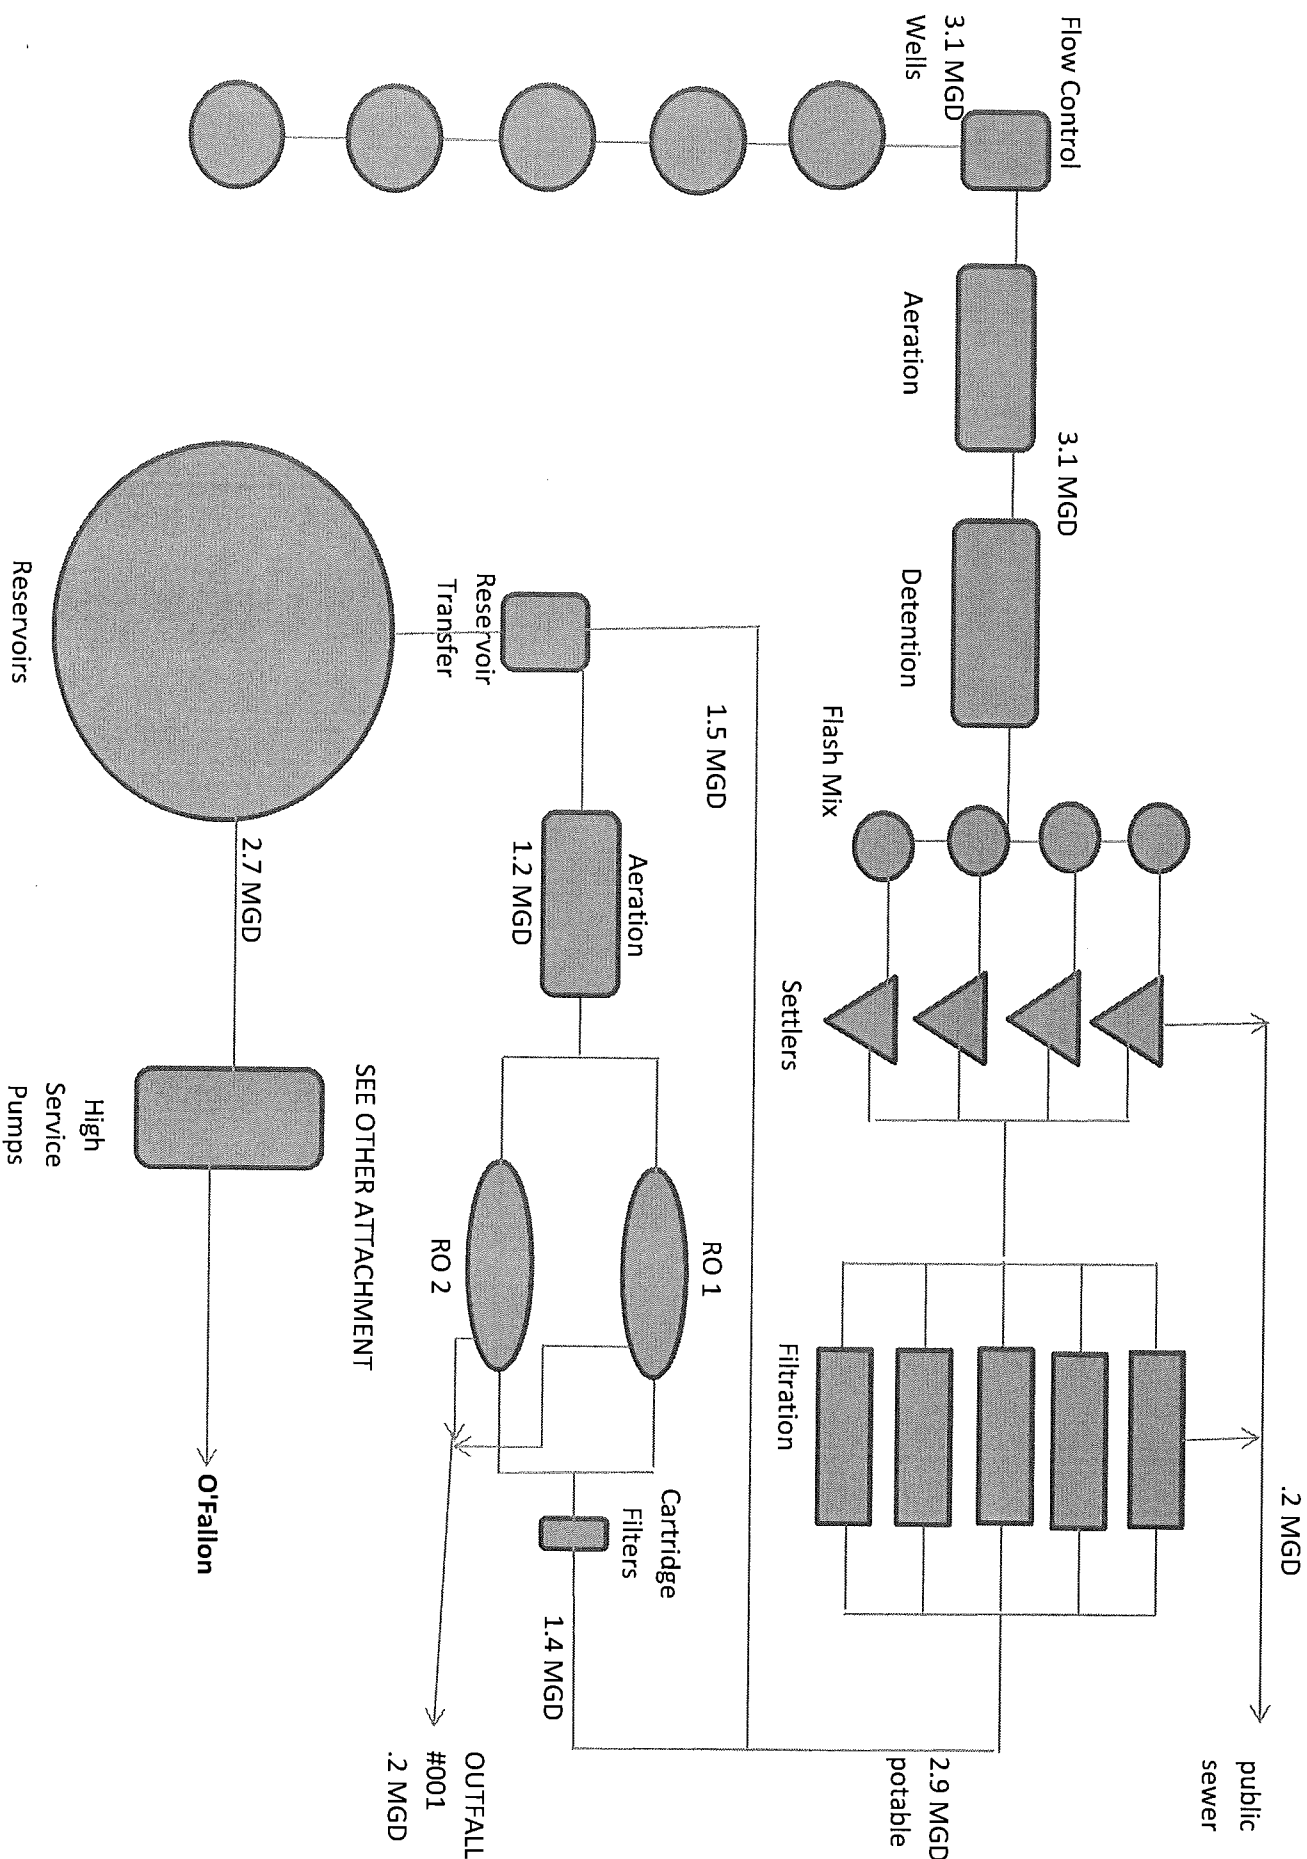 .2 MGD
public
sewer
Flow Control
3.1 MGD
Wells
Aeration
3.1 MGD
Detention
Flash Mix
Settlers
Filtration
2.9 MGD
potable
1.5 MGD
Reservoir
Transfer
Aeration
1.2 MGD
RO 1
RO 2
Cartridge
Filters
1.4 MGD
OUTFALL
#001
.2 MGD
SEE OTHER ATTACHMENT
Reservoirs
2.7 MGD
High
Service
Pumps
O'Fallon